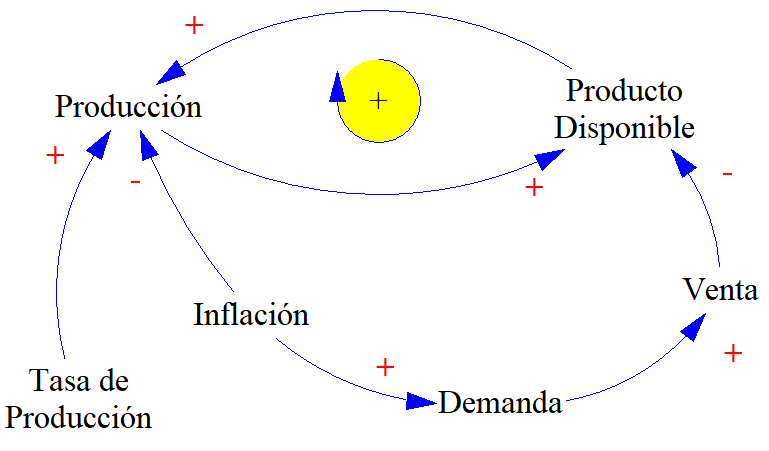 +
Producción
+
Producto
Disponible
+
-
+
-
Inflación
Venta
+
+
Tasa de
Producción
Demanda